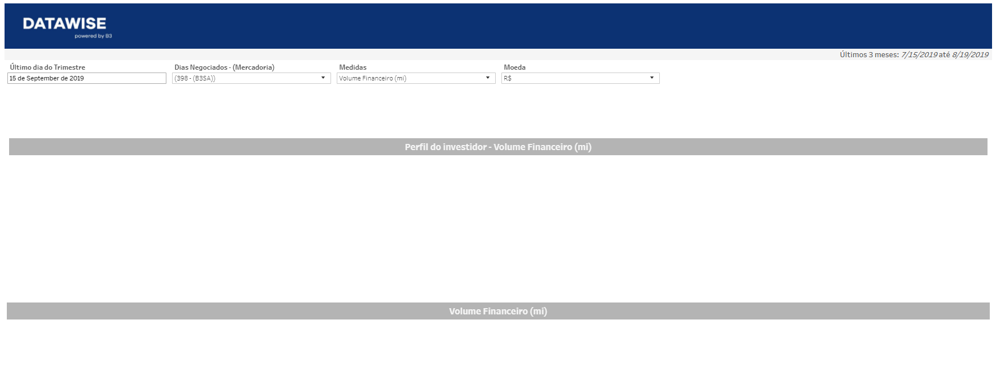 DATAWISE
powered by B3
Últimos 3 meses: 7/15/2019 até 8/19/2019
Último dia do Trimestre
15 de September de 2019
Dias Negociados - (Mercadoria)
(398 - (B3SA))
Medidas
Volume Financeiro (mi)
Moeda
R$
Perfil do investidor - Volume Financeiro (mi)
Volume Financeiro (mi)